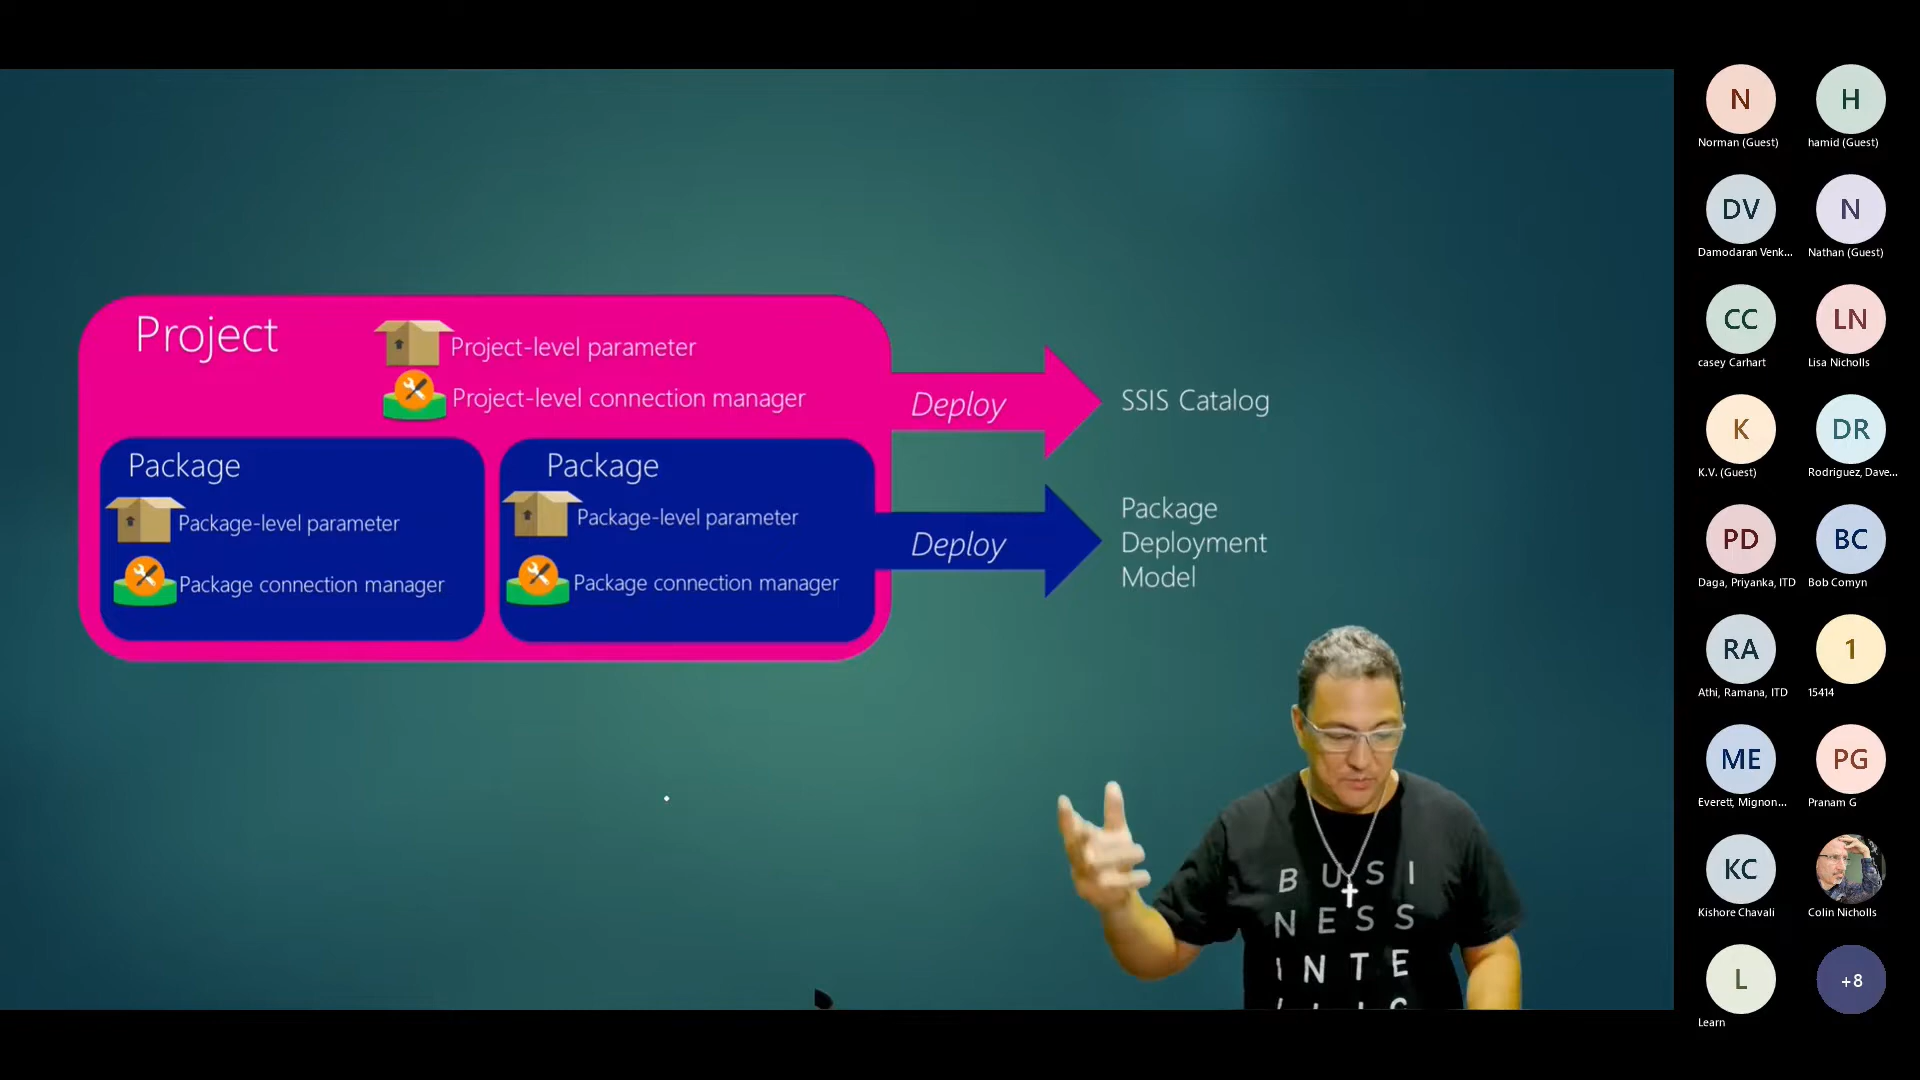 Project
Project-level parameter
Project-level connection manager
Package
Package-level parameter
Package connection manager
Package
Package-level parameter
Package connection manager
Deploy
SSIS Catalog
Deploy
Package
Deployment
Model
BUSI
NESS
INTE
N
Norman (Guest)
H
hamid (Guest)
DV
Damodaran Venk...
N
Nathan (Guest)
CC
casey Carhart
LN
Lisa Nicholls
K
K.V. (Guest)
DR
Rodriguez, Dave...
PD
Daga, Priyanka, ITD
BC
Bob Comyn
RA
Athi, Ramana, ITD
1
15414
ME
Everett, Mignon...
PG
Pranam G
KC
Kishore Chavali
Colin Nicholls
L
Learn
+8